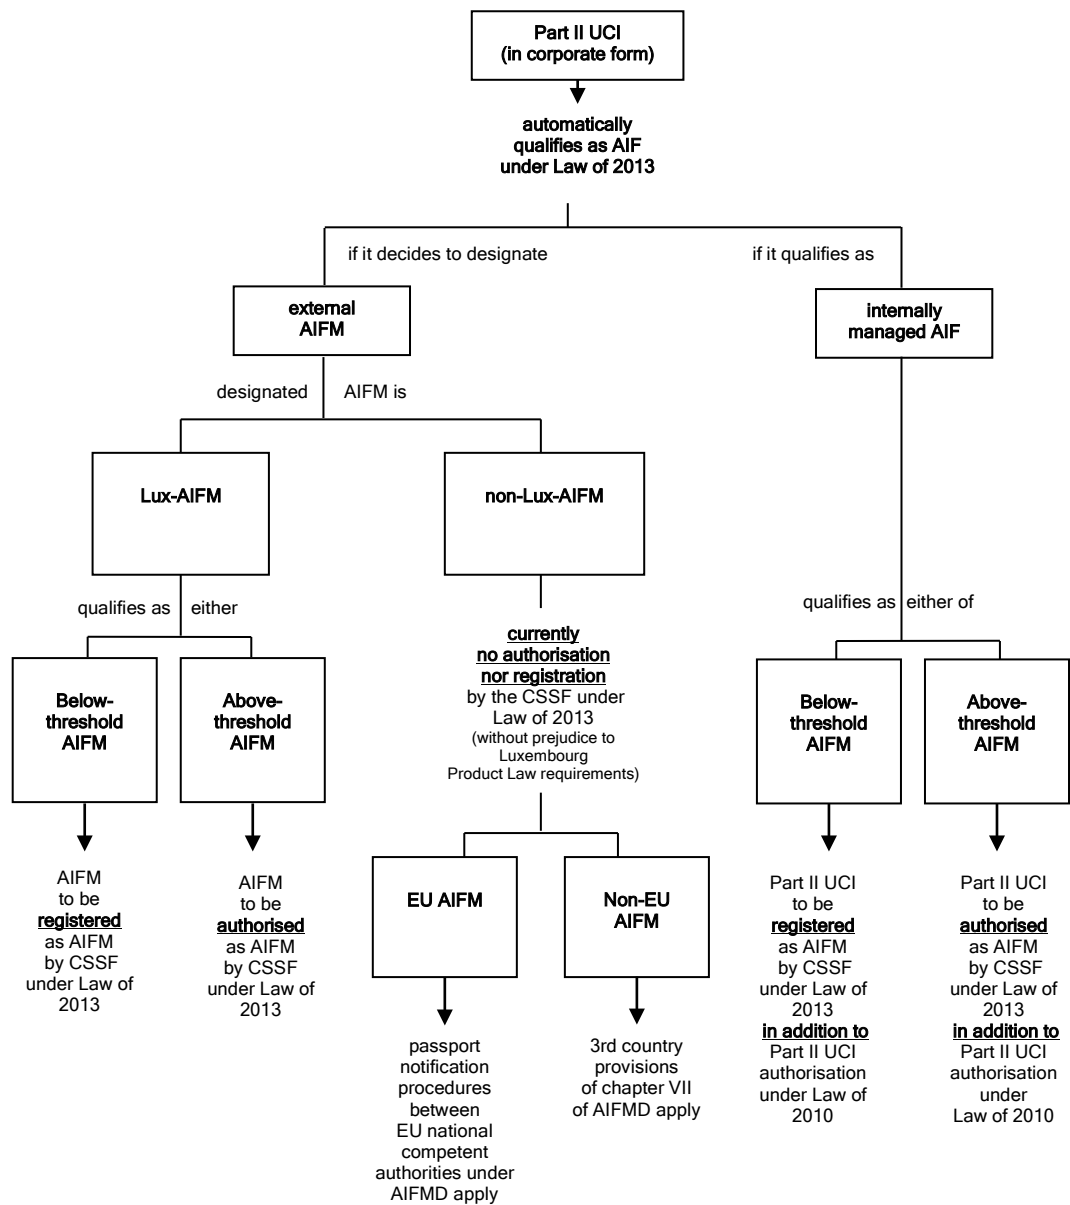 Part II UCI
(in corporate form)
automatically
qualifies as AIF
under Law of 2013
if it decides to designate
if it qualifies as
external
AIFM
internally
managed AIF
designated
AIFM is
Lux-AIFM
non-Lux-AIFM
qualifies as
either
qualifies as
either of
currently
no authorisation
nor registration
by the CSSF under
Law of 2013
(without prejudice to
Luxembourg
Product Law requirements)
Below-
threshold
AIFM
Above-
threshold
AIFM
Below-
threshold
AIFM
Above-
threshold
AIFM
AIFM
to be
registered
as AIFM
by CSSF
under Law of
2013
AIFM
to be
authorised
as AIFM
by CSSF
under Law of
2013
EU AIFM
Non-EU
AIFM
passport
notification
procedures
between
EU national
competent
authorities under
AIFMD apply
3rd country
provisions
of chapter VII
of AIFMD apply
Part II UCI
to be
registered
as AIFM
by CSSF
under Law of
2013
in addition to
Part II UCI
authorisation
under Law of
2010
Part II UCI
to be
authorised
as AIFM
by CSSF
under Law of
2013
in addition to
Part II UCI
authorisation
under
Law of 2010